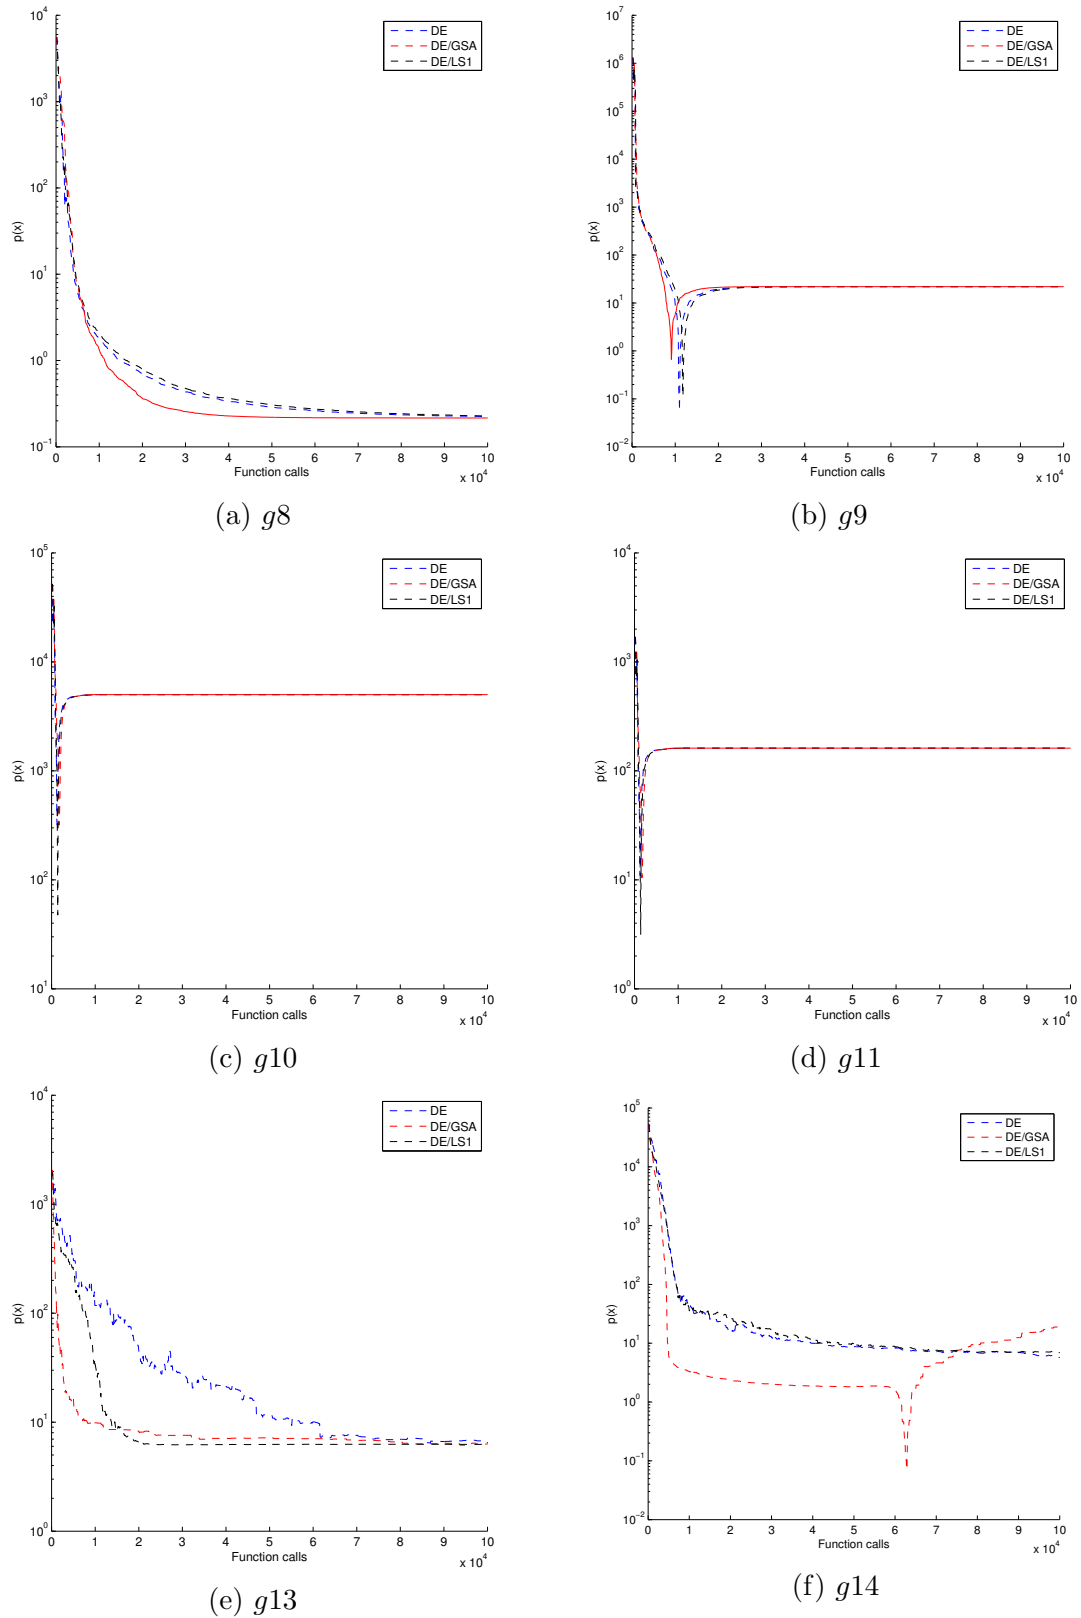 10^4
10^3
10^2
10^1
10^0
10^-1
p(x)
DE
DE/GSA
DE/LS1
0 1 2 3 4 5 6 7 8 9 10
Function calls
x 10^4
(a) g8
10^7
10^6
10^5
10^4
10^3
10^2
10^1
10^0
10^-1
10^-2
p(x)
DE
DE/GSA
DE/LS1
0 1 2 3 4 5 6 7 8 9 10
Function calls
x 10^4
(b) g9
10^5
10^4
10^3
10^2
10^1
p(x)
DE
DE/GSA
DE/LS1
0 1 2 3 4 5 6 7 8 9 10
Function calls
x 10^4
(c) g10
10^4
10^3
10^2
10^1
10^0
p(x)
DE
DE/GSA
DE/LS1
0 1 2 3 4 5 6 7 8 9 10
Function calls
x 10^4
(d) g11
10^4
10^3
10^2
10^1
10^0
p(x)
DE
DE/GSA
DE/LS1
0 1 2 3 4 5 6 7 8 9 10
Function calls
x 10^4
(e) g13
10^5
10^4
10^3
10^2
10^1
10^0
10^-1
10^-2
p(x)
DE
DE/GSA
DE/LS1
0 1 2 3 4 5 6 7 8 9 10
Function calls
x 10^4
(f) g14